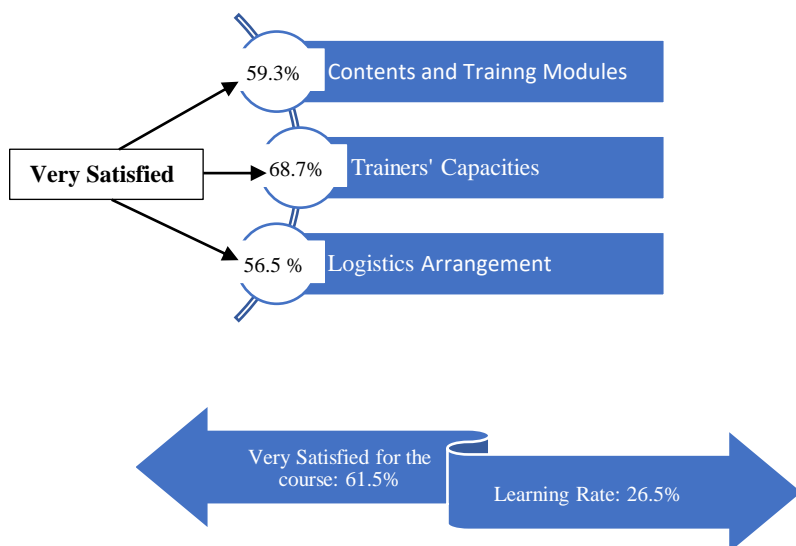 59.3%
Contents and Trainng Modules
Very Satisfied
68.7%
Trainers' Capacities
56.5 %
Logistics Arrangement
Very Satisfied for the
course: 61.5%
Learning Rate: 26.5%